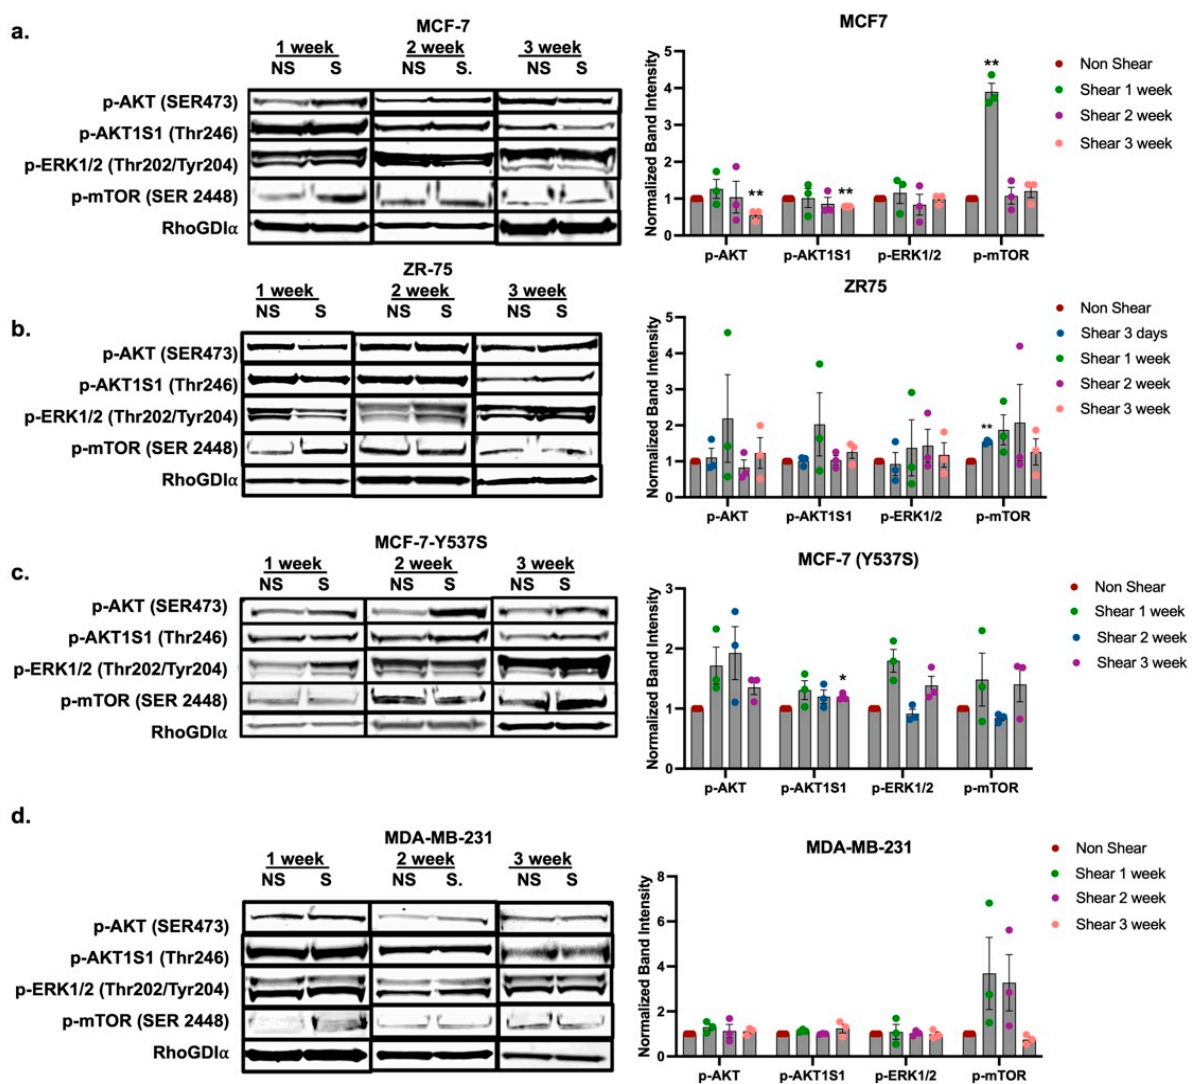 a.
MCF-7
1 week 2 week 3 week
NS S NS S. NS S
p-AKT (SER473)
p-AKT1S1 (Thr246)
p-ERK1/2 (Thr202/Tyr204)
p-mTOR (SER 2448)
RhoGDIα
MCF7
Normalized Band Intensity
5
4
3
2
1
0
**
**
**
p-AKT p-AKT1S1 p-ERK1/2 p-mTOR
Non Shear
Shear 1 week
Shear 2 week
Shear 3 week
b.
ZR-75
1 week 2 week 3 week
NS S NS S NS S
p-AKT (SER473)
p-AKT1S1 (Thr246)
p-ERK1/2 (Thr202/Tyr204)
p-mTOR (SER 2448)
RhoGDIα
ZR75
Normalized Band Intensity
5
4
3
2
1
0
**
p-AKT p-AKT1S1 p-ERK1/2 p-mTOR
Non Shear
Shear 3 days
Shear 1 week
Shear 2 week
Shear 3 week
c.
MCF-7-Y537S
1 week 2 week 3 week
NS S NS S NS S
p-AKT (SER473)
p-AKT1S1 (Thr246)
p-ERK1/2 (Thr202/Tyr204)
p-mTOR (SER 2448)
RhoGDIα
MCF-7 (Y537S)
Normalized Band Intensity
3
2
1
0
*
p-AKT p-AKT1S1 p-ERK1/2 p-mTOR
Non Shear
Shear 1 week
Shear 2 week
Shear 3 week
d.
MDA-MB-231
1 week 2 week 3 week
NS S NS S. NS S
p-AKT (SER473)
p-AKT1S1 (Thr246)
p-ERK1/2 (Thr202/Tyr204)
p-mTOR (SER 2448)
RhoGDIα
MDA-MB-231
Normalized Band Intensity
8
6
4
2
0
p-AKT p-AKT1S1 p-ERK1/2 p-mTOR
Non Shear
Shear 1 week
Shear 2 week
Shear 3 week